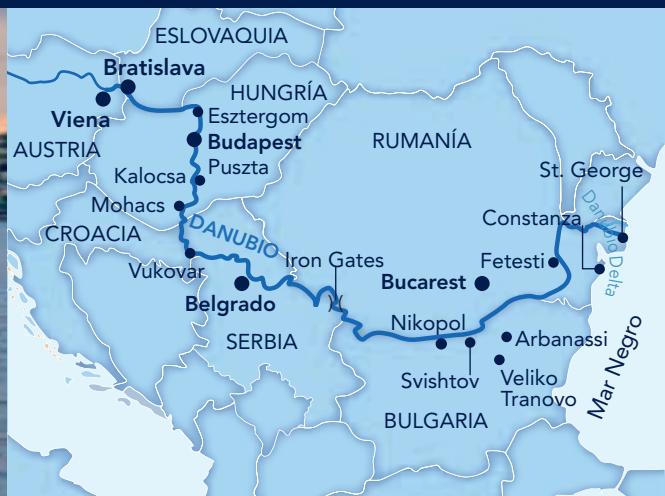 ESLOVAQUIA
Bratislava
HUNGRÍA
Viena
Esztergom
AUSTRIA
Budapest
RUMANÍA
Puszta
Kalocsa
St. George
Mohacs
Constanza
CROACIA
DANUBIO
Danubio Delta
Vukovar
Iron Gates
Fetesti
Bucarest
Belgrado
Nikopol
SERBIA
Arbanassi
Svishtov
Veliko
Tranovo
Mar Negro
BULGARIA